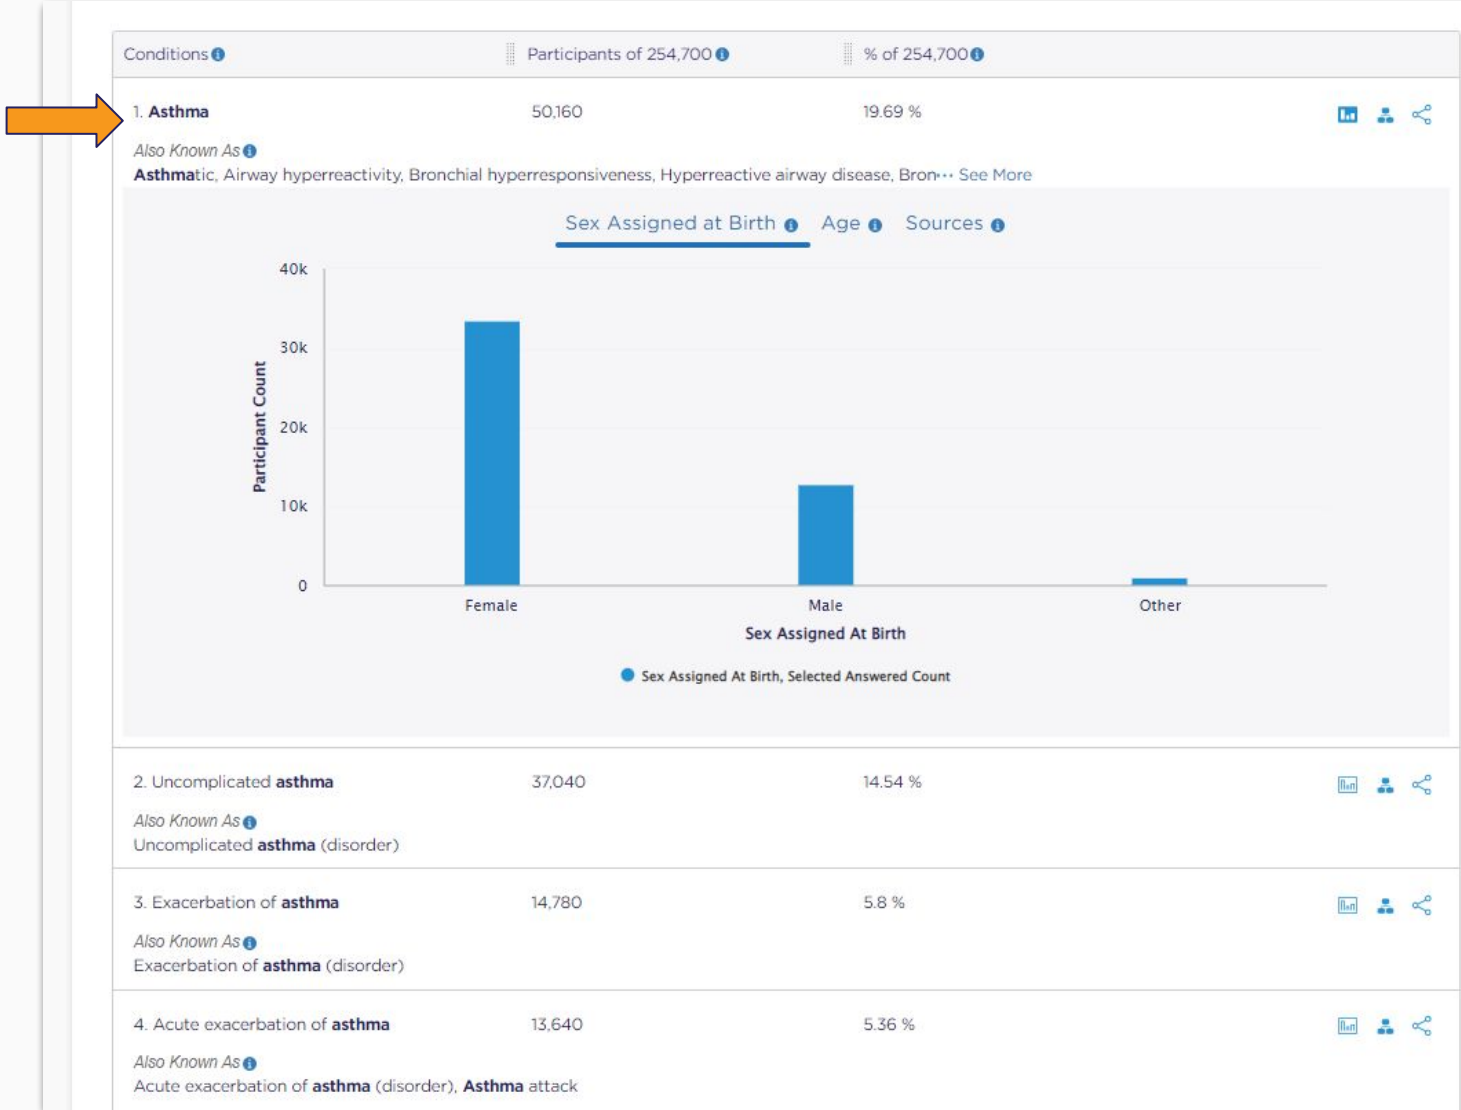 Conditions Participants of 254,700 % of 254,700
1. Asthma 50,160 19.69 %
Also Known As
Asthmatic, Airway hyperreactivity, Bronchial hyperresponsiveness, Hyperreactive airway disease, Bron··· See More
Sex Assigned at Birth Age Sources
40k
30k
20k
10k
0
Participant Count
Female Male Other
Sex Assigned At Birth
Sex Assigned At Birth, Selected Answered Count
2. Uncomplicated asthma 37,040 14.54 %
Also Known As
Uncomplicated asthma (disorder)
3. Exacerbation of asthma 14,780 5.8 %
Also Known As
Exacerbation of asthma (disorder)
4. Acute exacerbation of asthma 13,640 5.36 %
Also Known As
Acute exacerbation of asthma (disorder), Asthma attack